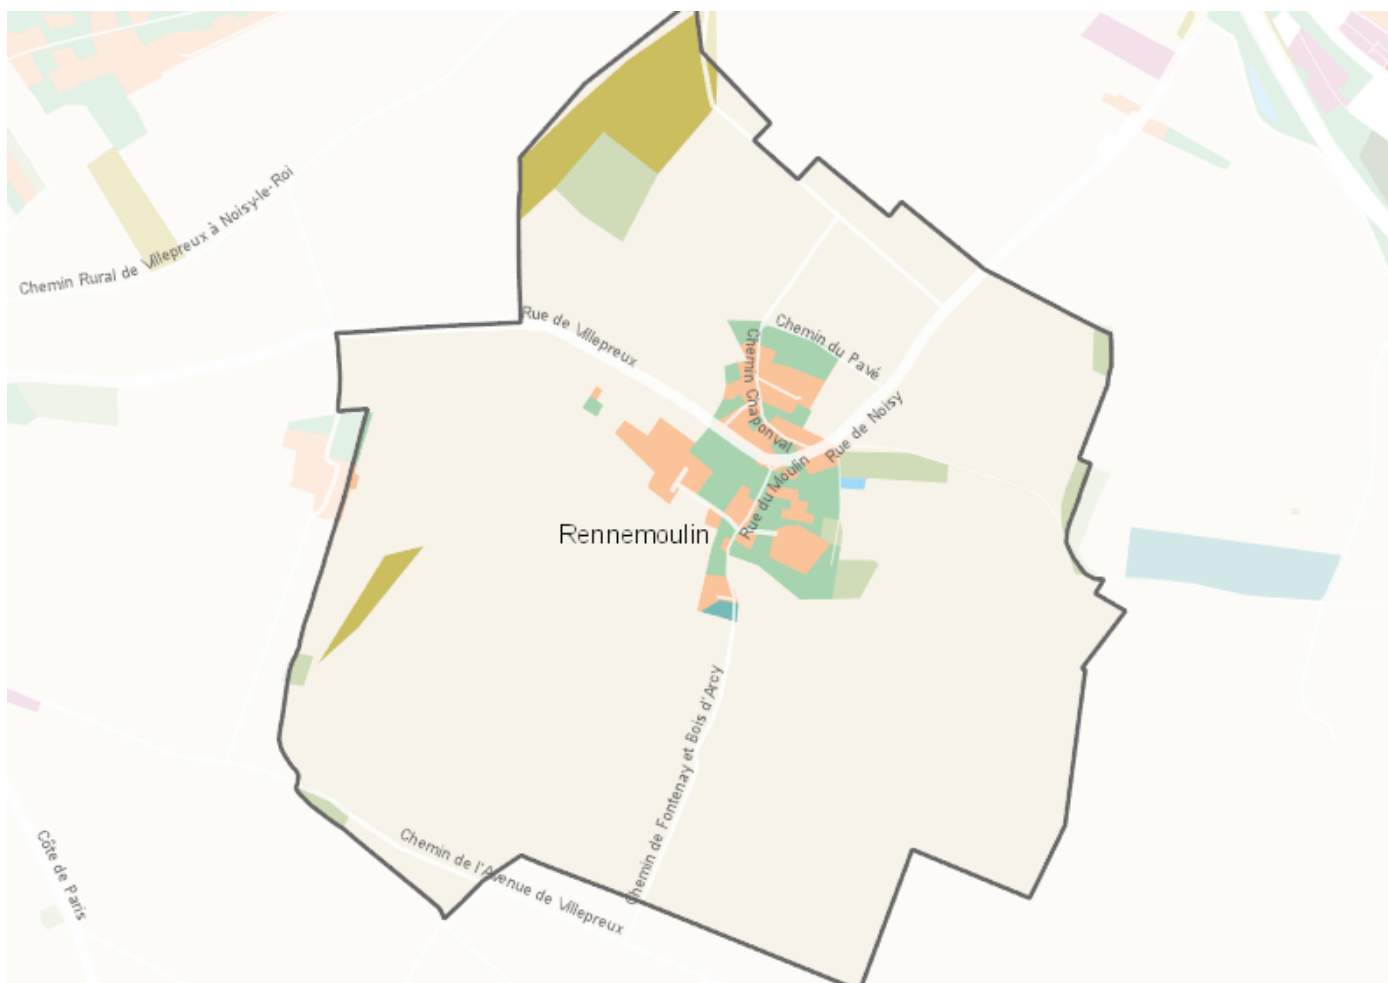 Chemin Rural de Villepreux à Noisy-le-Roi
Rue de Villepreux
Chemin du Pavé
Chemin Chaponval
Rue de Noisy
Rue du Moulin
Rennemoulin
Chemin de Fontenay et Bois d'Arcy
Chemin de l'Avenue de Villepreux
Côte de Paris